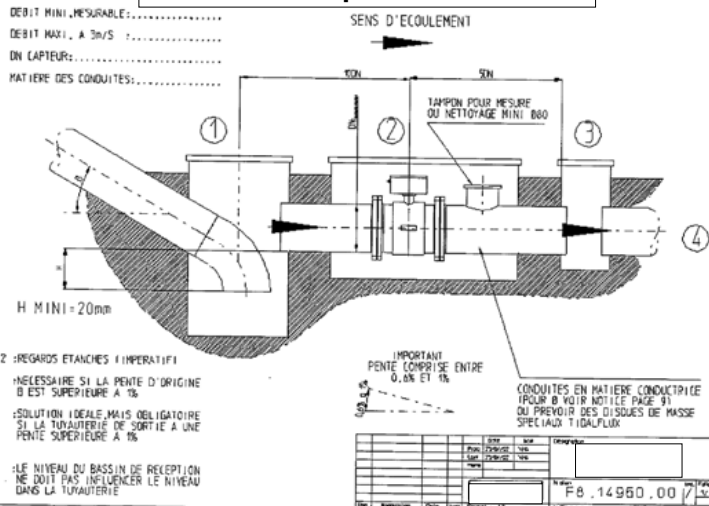 DEBIT MINI.MESURABLE:
DEBIT MAXI. A 3m/S :
DN CAPTEUR:
MATIERE DES CONDUITES:
SENS D'ECOULEMENT
10DN
5DN
DN
TAMPON POUR MESURE
OU NETTOYAGE MINI Ø80
1
2
3
4
H
H MINI=20mm
2 :REGARDS ETANCHES (IMPERATIF)
:NECESSAIRE SI LA PENTE D'ORIGINE
EST SUPERIEURE A 1%
:SOLUTION IDEALE,MAIS OBLIGATOIRE
SI LA TUYAUTERIE DE SORTIE A UNE
PENTE SUPERIEURE A 1%
:LE NIVEAU DU BASSIN DE RECEPTION
NE DOIT PAS INFLUENCER LE NIVEAU
DANS LA TUYAUTERIE
IMPORTANT
PENTE COMPRISE ENTRE
0,6% ET 1%
CONDUITES EN MATIERE CONDUCTRICE
VOIR NOTICE PAGE 9)
OU PREVOIR DES DISQUES DE MASSE
SPECIAUX TIDALFLUX
F8.14960.00